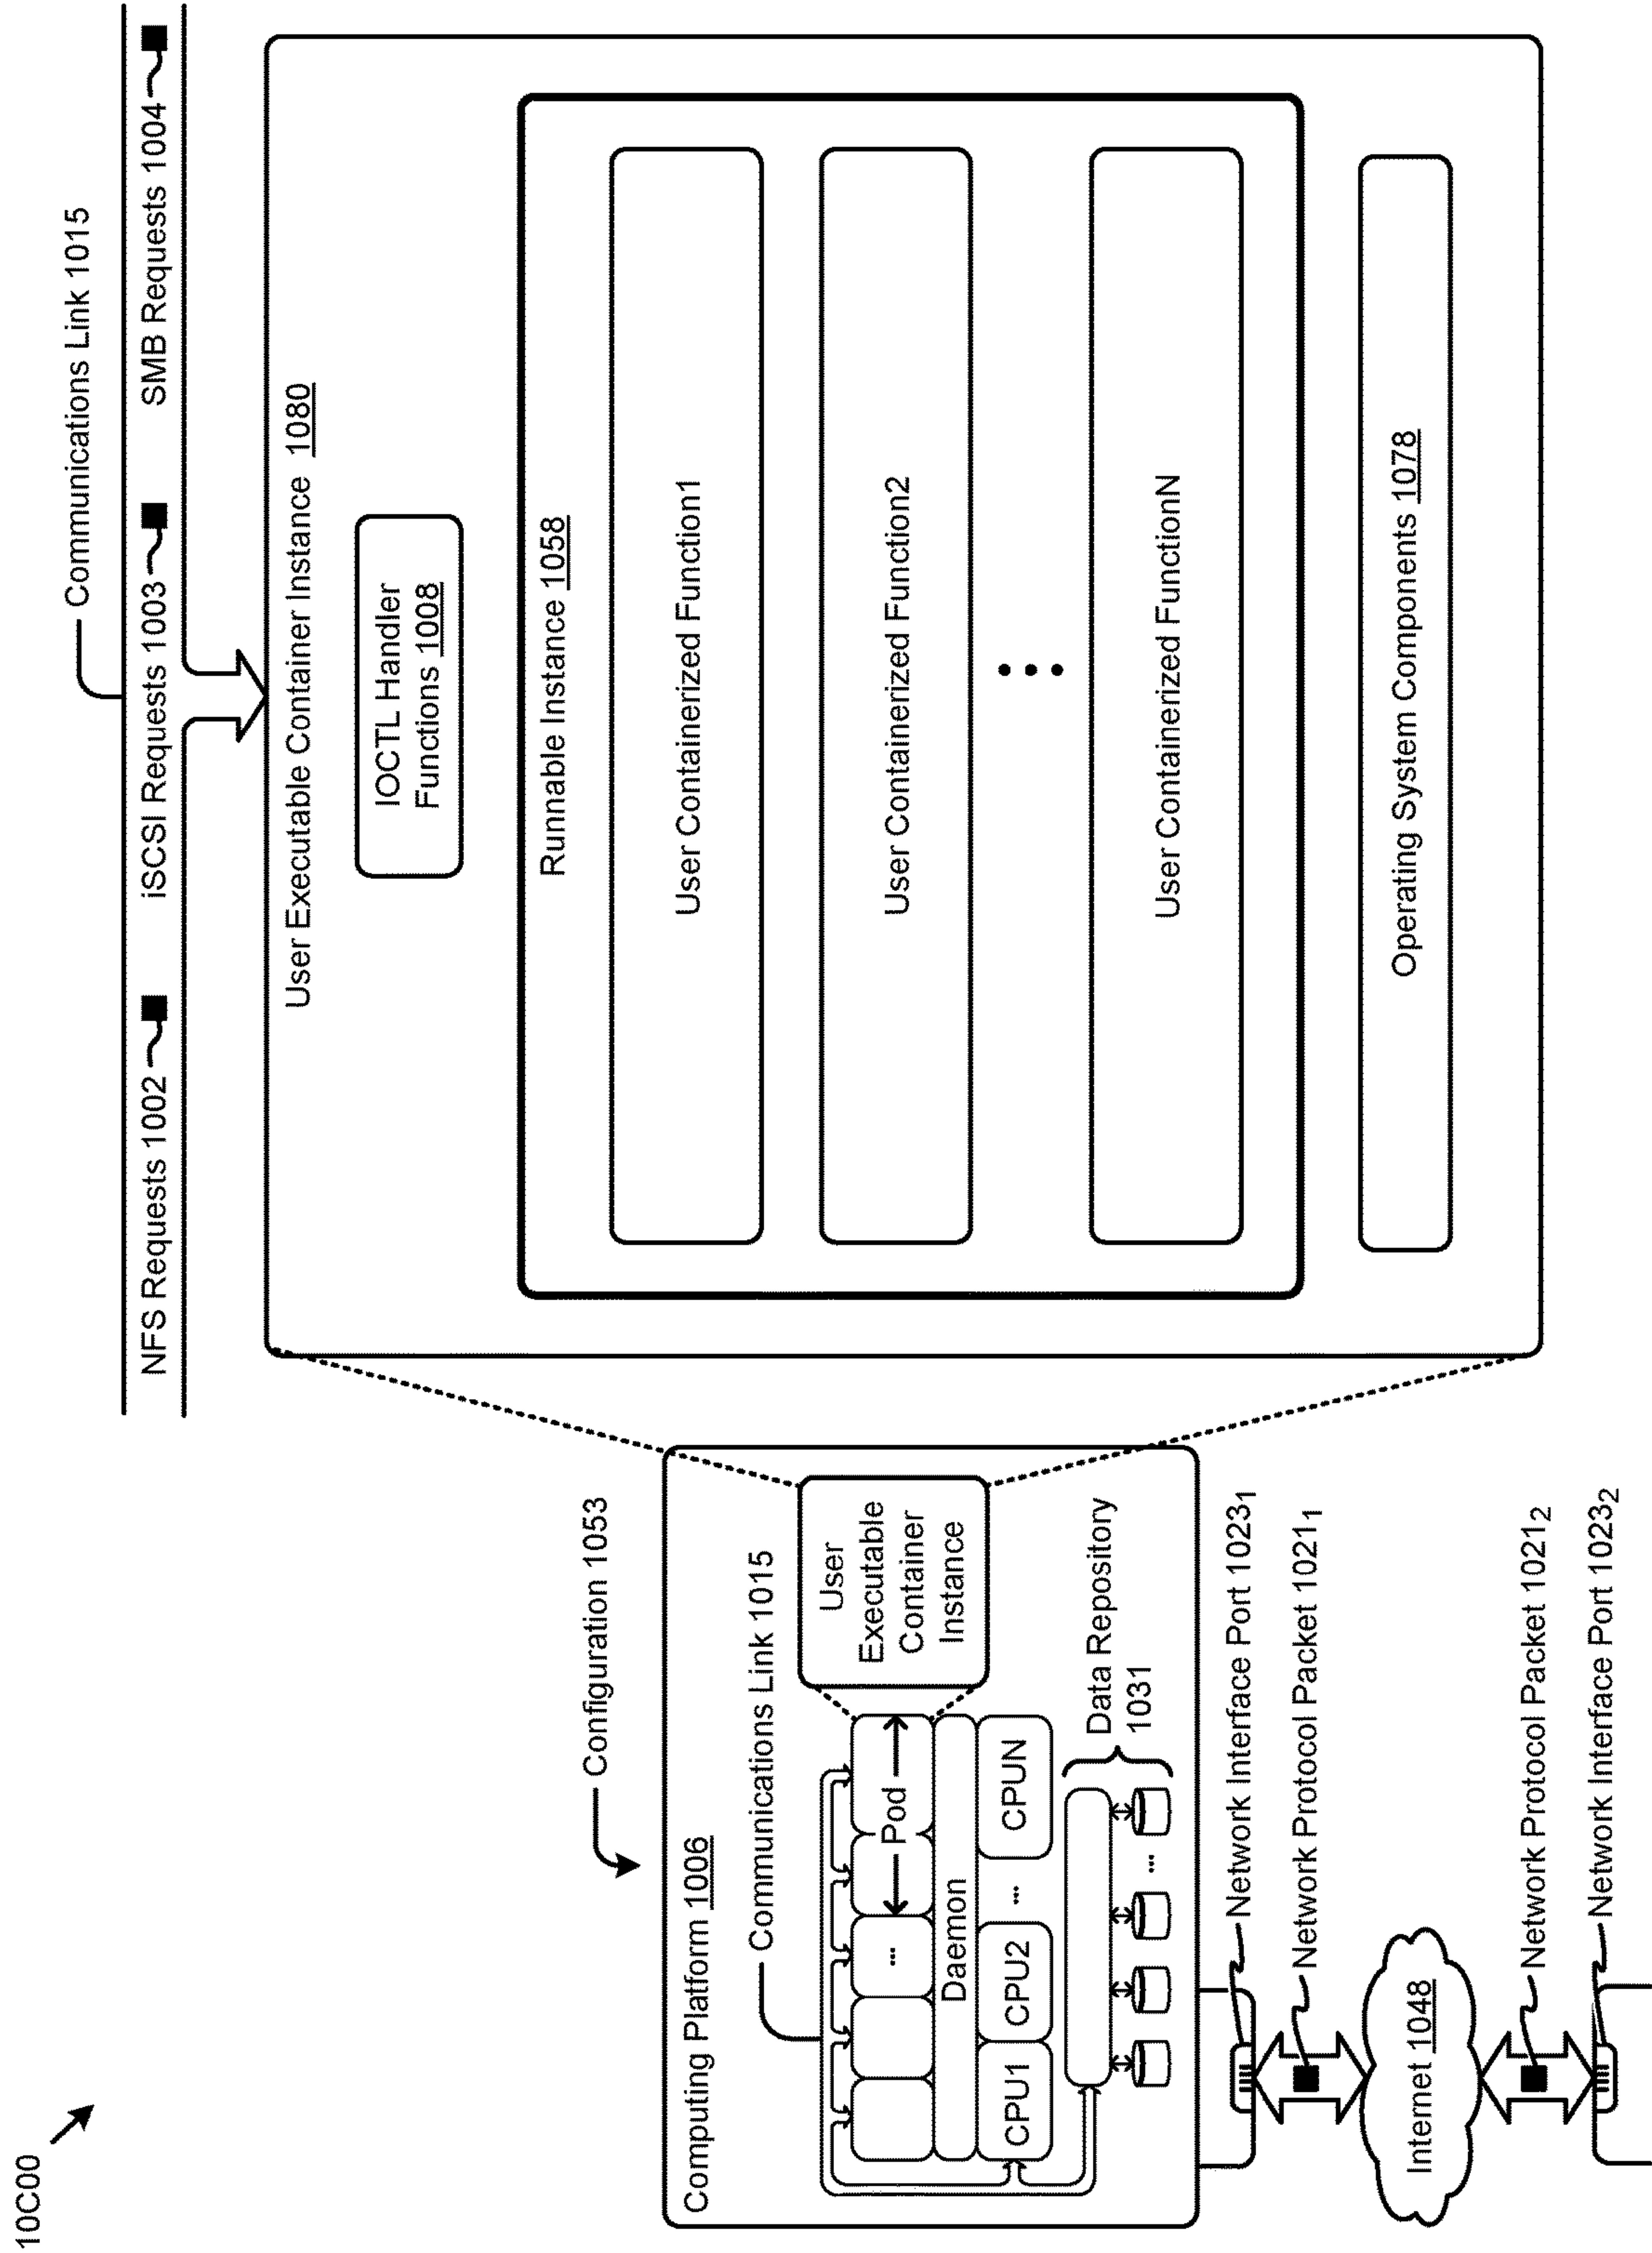 10C00
Communications Link 1015
NFS Requests 1002
iSCSI Requests 1003
SMB Requests 1004
Configuration 1053
Computing Platform 1006
Communications Link 1015
...
Pod
Daemon
CPU1
CPU2
...
CPUN
User
Executable
Container
Instance
Data Repository
1031
...
User Executable Container Instance 1080
IOCTL Handler
Functions 1008
Runnable Instance 1058
User Containerized Function1
User Containerized Function2
User Containerized FunctionN
Operating System Components 1078
Network Interface Port 1023₁
Network Protocol Packet 1021₁
Internet 1048
Network Protocol Packet 1021₂
Network Interface Port 1023₂